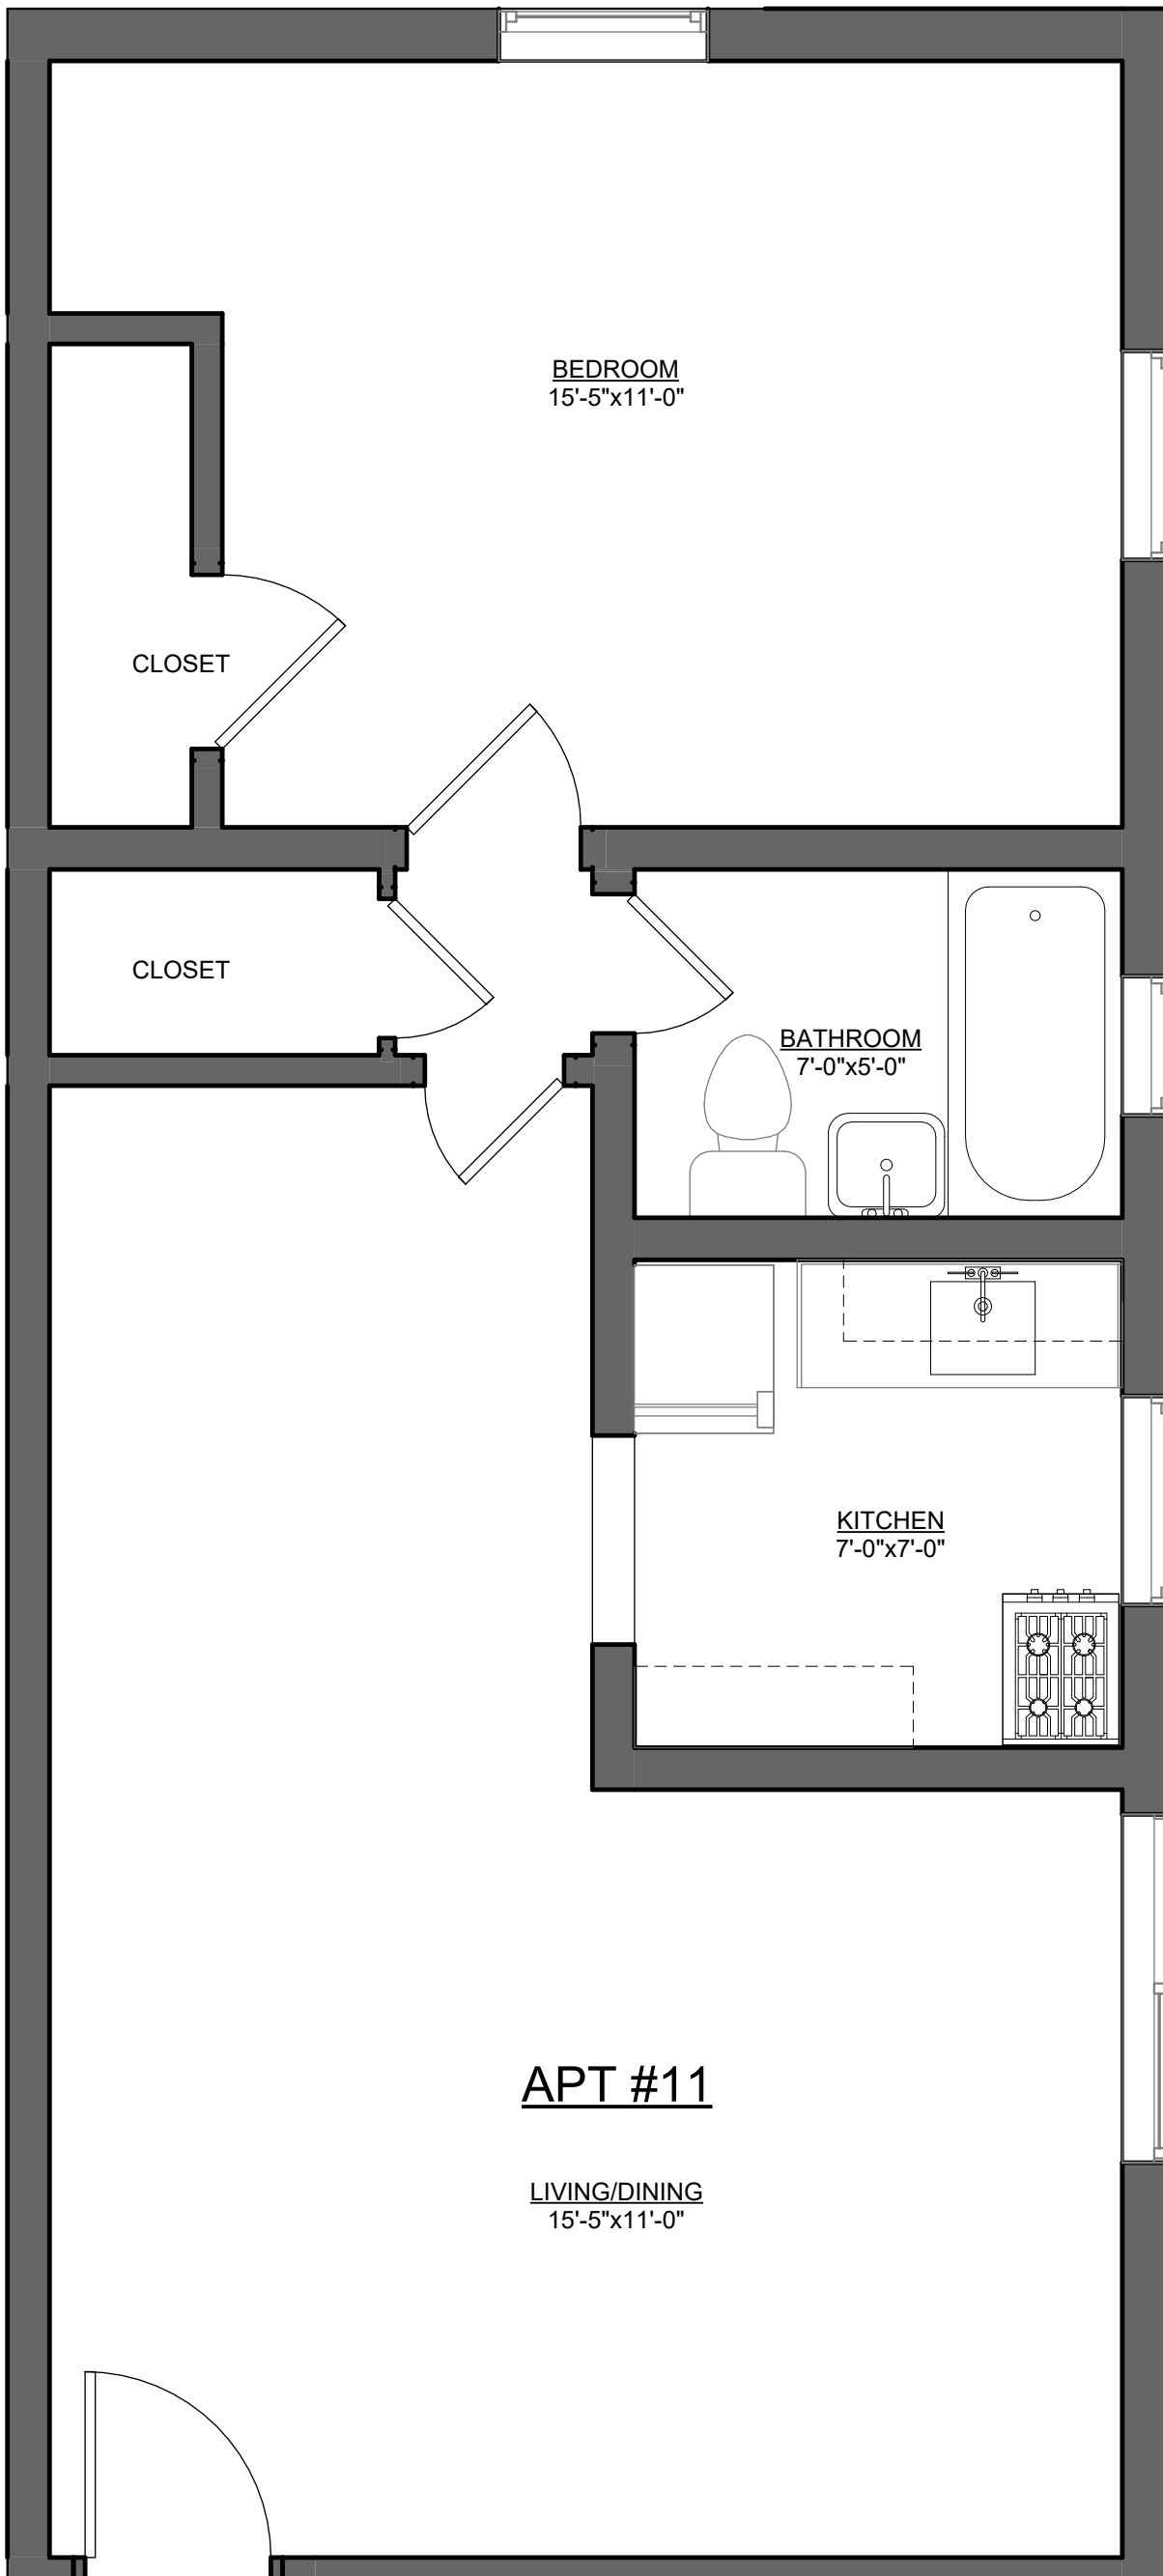 BEDROOM
15'-5"x11'-0"
CLOSET
CLOSET
BATHROOM
7'-0"x5'-0"
KITCHEN
7'-0"x7'-0"
APT #11
LIVING/DINING
15'-5"x11'-0"